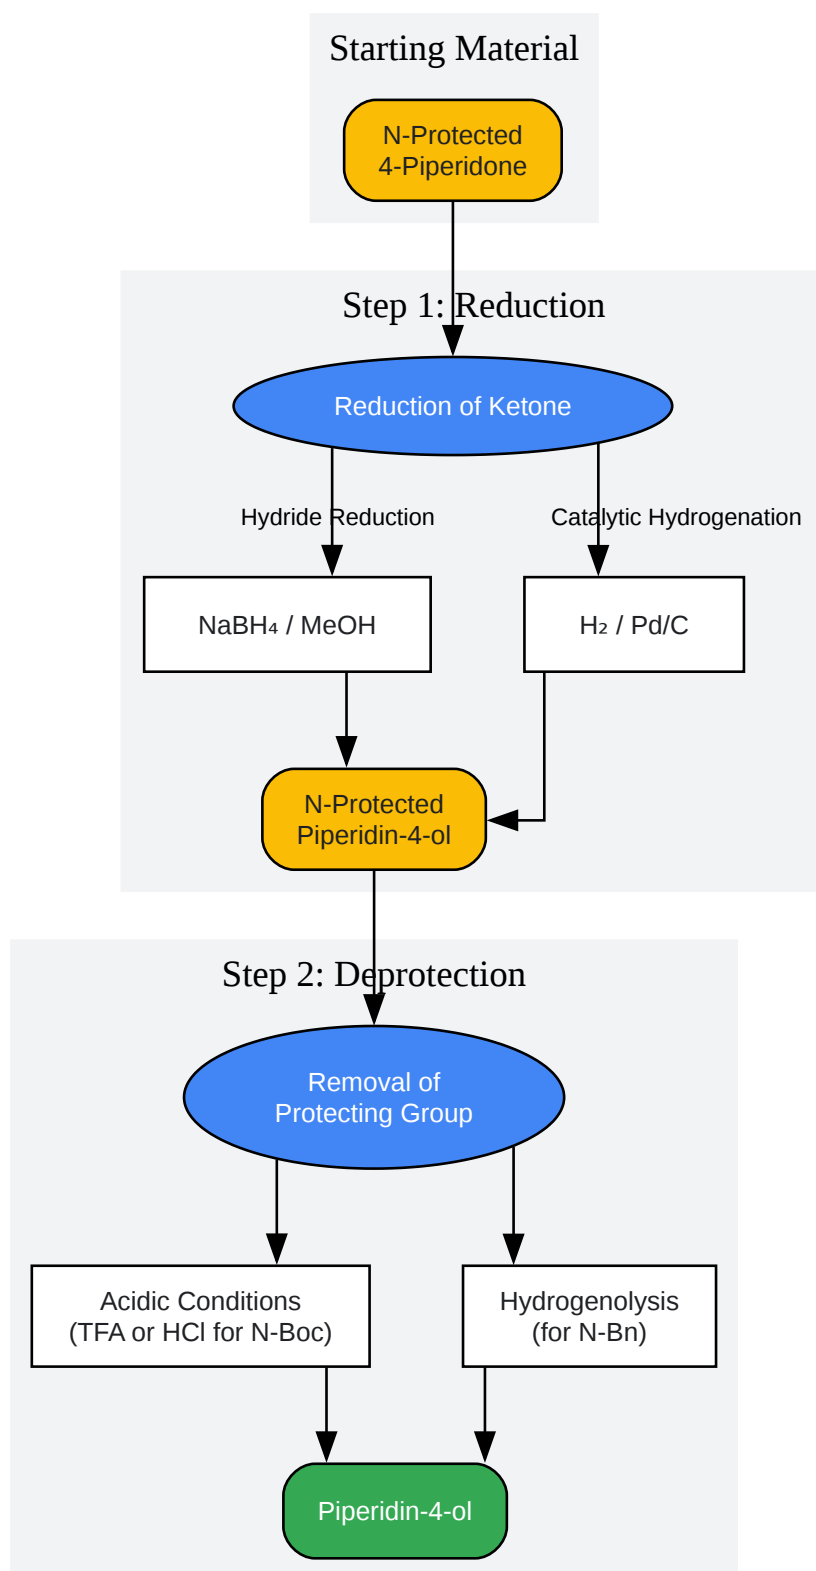 Starting Material
N-Protected
4-Piperidone
Step 1: Reduction
Reduction of Ketone
Hydride Reduction
Catalytic Hydrogenation
NaBH₄ / MeOH
H₂ / Pd/C
N-Protected
Piperidin-4-ol
Step 2: Deprotection
Removal of
Protecting Group
Acidic Conditions
(TFA or HCl for N-Boc)
Hydrogenolysis
(for N-Bn)
Piperidin-4-ol